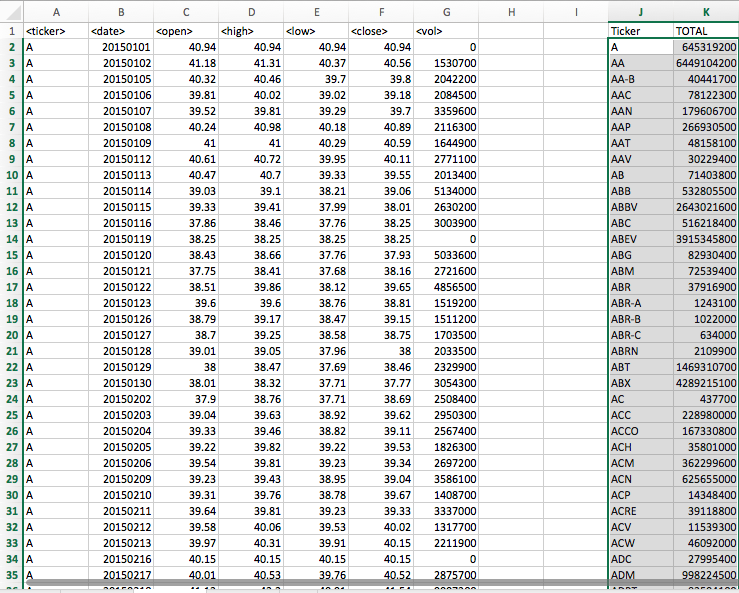 A B C D E F G H I J K
1 <ticker> <date> <open> <high> <low> <close> <vol> Ticker TOTAL
2 A 20150101 40.94 40.94 40.94 40.94 0 A 645319200
3 A 20150102 41.18 41.31 40.37 40.56 1530700 AA 6449104200
4 A 20150105 40.32 40.46 39.7 39.8 2042200 AA-B 40441700
5 A 20150106 39.81 40.02 39.02 39.18 2084500 AAC 78122300
6 A 20150107 39.52 39.81 39.29 39.7 3359600 AAN 179606700
7 A 20150108 40.24 40.98 40.18 40.89 2116300 AAP 266930500
8 A 20150109 41 41 40.29 40.59 1644900 AAT 48158100
9 A 20150112 40.61 40.72 39.95 40.11 2771100 AAV 30229400
10 A 20150113 40.47 40.7 39.33 39.55 2013400 AB 71403800
11 A 20150114 39.03 39.1 38.21 39.06 5134000 ABB 532805500
12 A 20150115 39.33 39.41 37.99 38.01 2630200 ABBV 2643021600
13 A 20150116 37.86 38.46 37.76 38.25 3003900 ABC 516218400
14 A 20150119 38.25 38.25 38.25 38.25 0 ABEV 3915345800
15 A 20150120 38.43 38.66 37.76 37.93 5033600 ABG 82930400
16 A 20150121 37.75 38.41 37.68 38.16 2721600 ABM 72539400
17 A 20150122 38.51 39.86 38.12 39.65 4856500 ABR 37916900
18 A 20150123 39.6 39.6 38.76 38.81 1519200 ABR-A 1243100
19 A 20150126 38.79 39.17 38.47 39.15 1511200 ABR-B 1022000
20 A 20150127 38.7 39.25 38.58 38.75 1703500 ABR-C 634000
21 A 20150128 39.01 39.05 37.96 38 2033500 ABRN 2109900
22 A 20150129 38 38.47 37.69 38.46 2329900 ABT 1469310700
23 A 20150130 38.01 38.32 37.71 37.77 3054300 ABX 4289215100
24 A 20150202 37.9 38.76 37.71 38.69 2508400 AC 437700
25 A 20150203 39.04 39.63 38.92 39.62 2950300 ACC 228980000
26 A 20150204 39.33 39.46 38.82 39.11 2567400 ACCO 167330800
27 A 20150205 39.22 39.82 39.22 39.53 1826300 ACH 35801000
28 A 20150206 39.54 39.81 39.23 39.34 2697200 ACM 362299600
29 A 20150209 39.23 39.43 38.95 39.04 3586100 ACN 625655000
30 A 20150210 39.31 39.76 38.78 39.67 1408700 ACP 14348400
31 A 20150211 39.64 39.81 39.23 39.33 3337000 ACRE 39118800
32 A 20150212 39.58 40.06 39.53 40.02 1317700 ACV 11539300
33 A 20150213 39.97 40.31 39.91 40.15 2211900 ACW 46092000
34 A 20150216 40.15 40.15 40.15 40.15 0 ADC 27995400
35 A 20150217 40.01 40.53 39.76 40.52 2875700 ADM 998224500